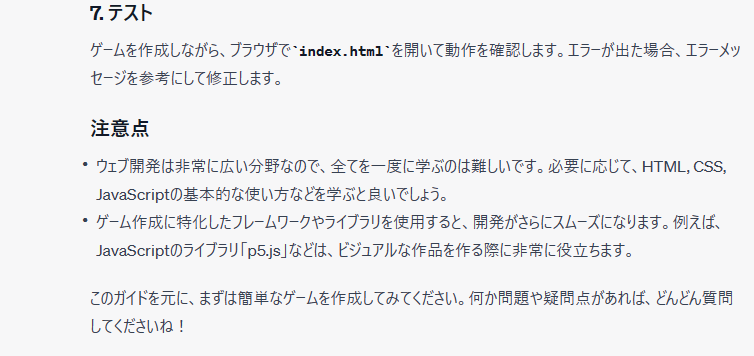 7. テスト
ゲームを作成しながら、ブラウザで`index.html`を開いて動作を確認します。エラーが出た場合、エラーメッ
セージを参考にして修正します。
注意点
• ウェブ開発は非常に広い分野なので、全てを一度に学ぶのは難しいです。必要に応じて、HTML, CSS,
JavaScriptの基本的な使い方などを学ぶと良いでしょう。
• ゲーム作成に特化したフレームワークやライブラリを使用すると、開発がさらにスムーズになります。例えば、
JavaScriptのライブラリ「p5.js」などは、ビジュアルな作品を作る際に非常に役立ちます。
このガイドを元に、まずは簡単なゲームを作成してみてください。何か問題や疑問点があれば、どんどん質問
してくださいね！